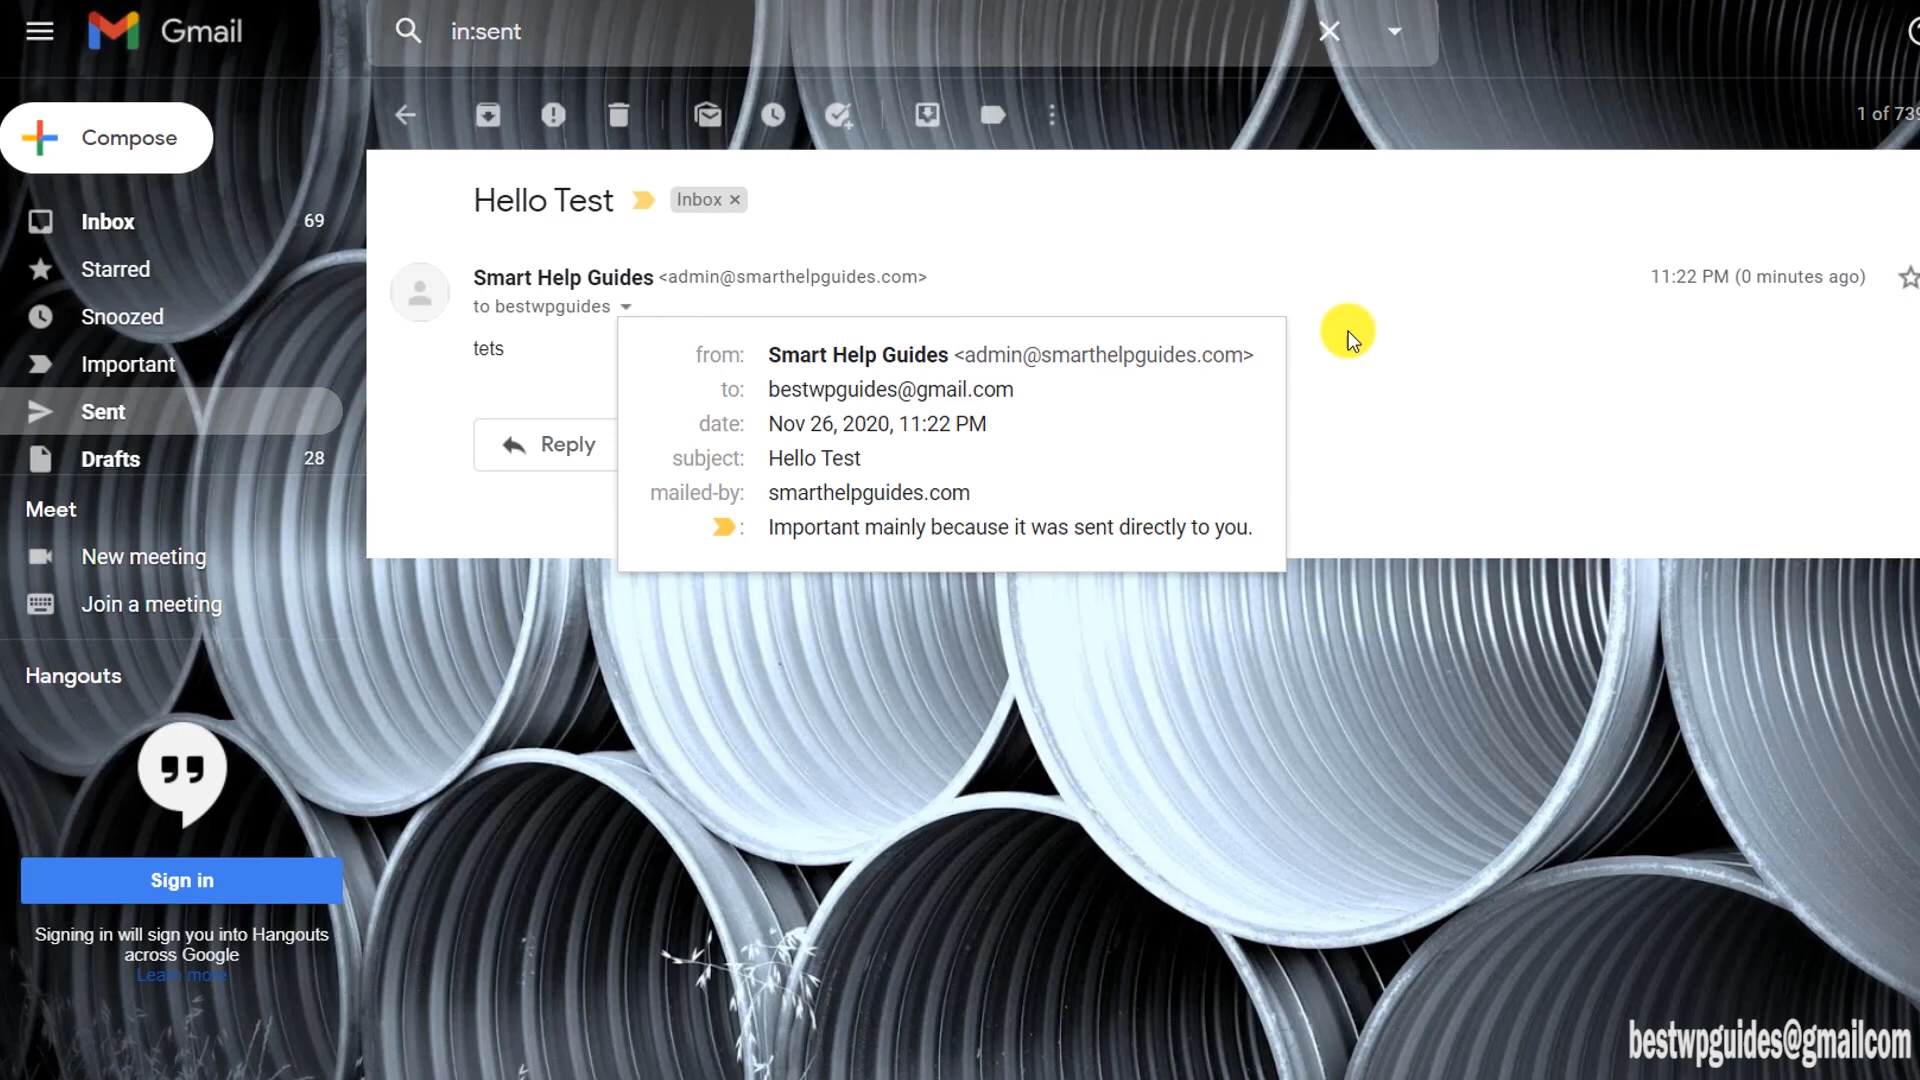 Gmail
in:sent
Compose
1 of 739
Inbox 69
Starred
Snoozed
Important
Sent
Drafts 28
Meet
New meeting
Join a meeting
Hangouts
Sign in
Signing in will sign you into Hangouts
across Google
Learn more
Hello Test Inbox ×
Smart Help Guides <admin@smarthelpguides.com> 11:22 PM (0 minutes ago)
to bestwpguides
tets
Reply
from: Smart Help Guides <admin@smarthelpguides.com>
to: bestwpguides@gmail.com
date: Nov 26, 2020, 11:22 PM
subject: Hello Test
mailed-by: smarthelpguides.com
: Important mainly because it was sent directly to you.
bestwpguides@gmailcom